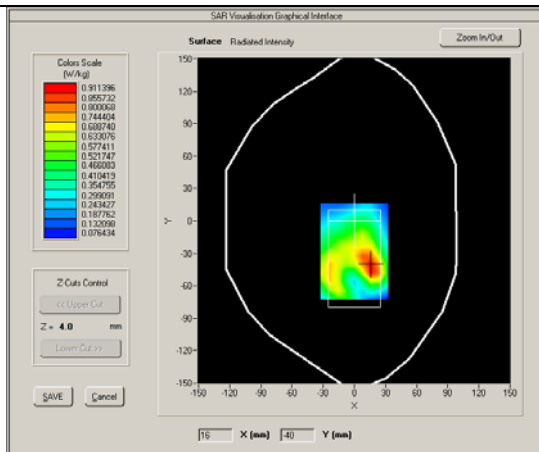 SAR Visualisation Graphical Interface
Surface Radiated Intensity
Zoom In/Out
Colors Scale
(W/kg)
0.911396
0.855732
0.800068
0.744404
0.688740
0.633076
0.577411
0.521747
0.466083
0.410419
0.354755
0.299091
0.243427
0.187762
0.132098
0.076434
Z Cuts Control
<< Upper Cut
Z = 4.0 mm
Lower Cut >>
SAVE Cancel
150-
120-
90-
60-
30-
0-
-30-
-60-
-90-
-120-
-150-
Y
-150 -120 -90 -60 -30 0 30 60 90 120 150
X
16 X (mm) -40 Y (mm)